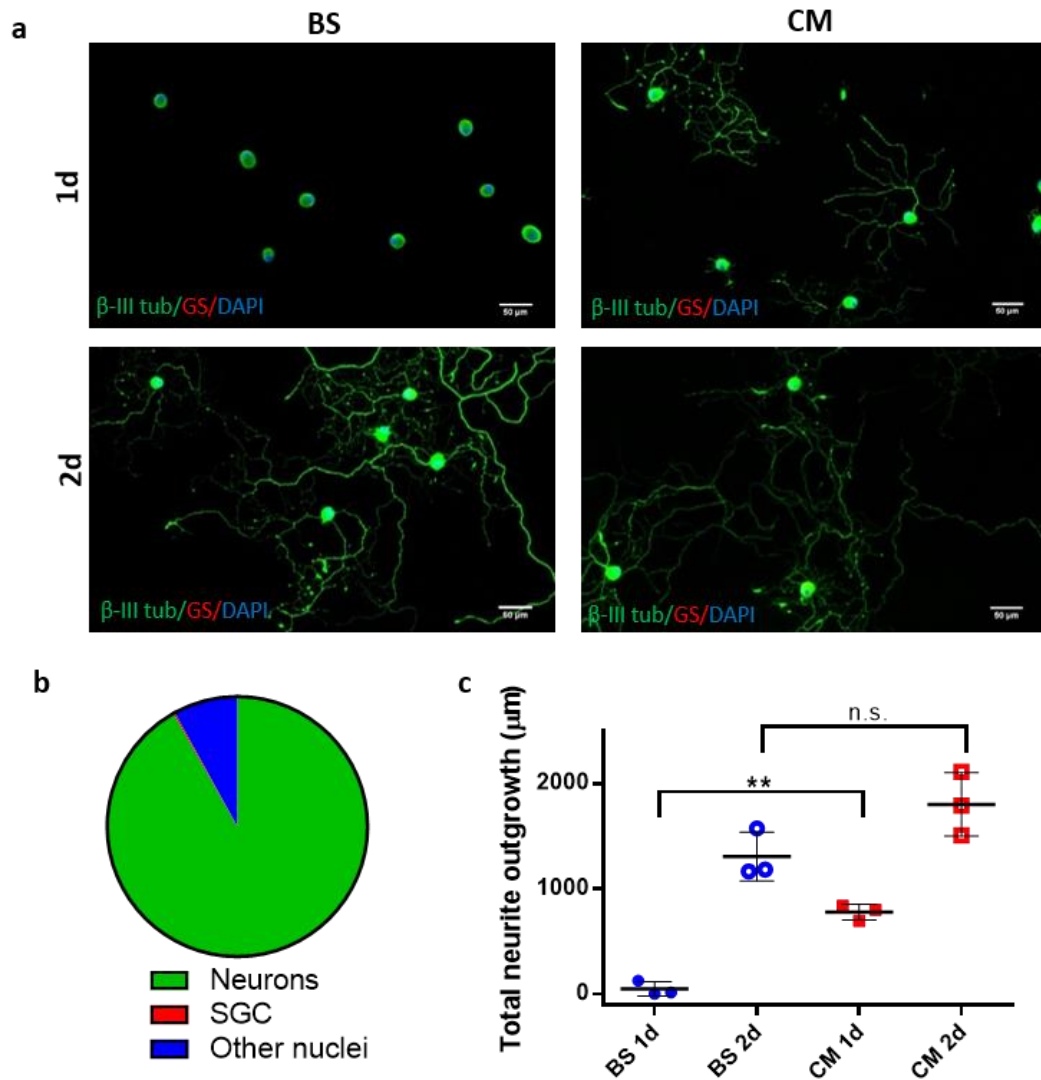 a
BS
CM
1d
β-III tub/GS/DAPI
50 μm
β-III tub/GS/DAPI
50 μm
2d
β-III tub/GS/DAPI
50 μm
β-III tub/GS/DAPI
50 μm
b
Neurons
SGC
Other nuclei
c
Total neurite outgrowth (μm)
n.s.
**
2000
1000
0
BS 1d
BS 2d
CM 1d
CM 2d